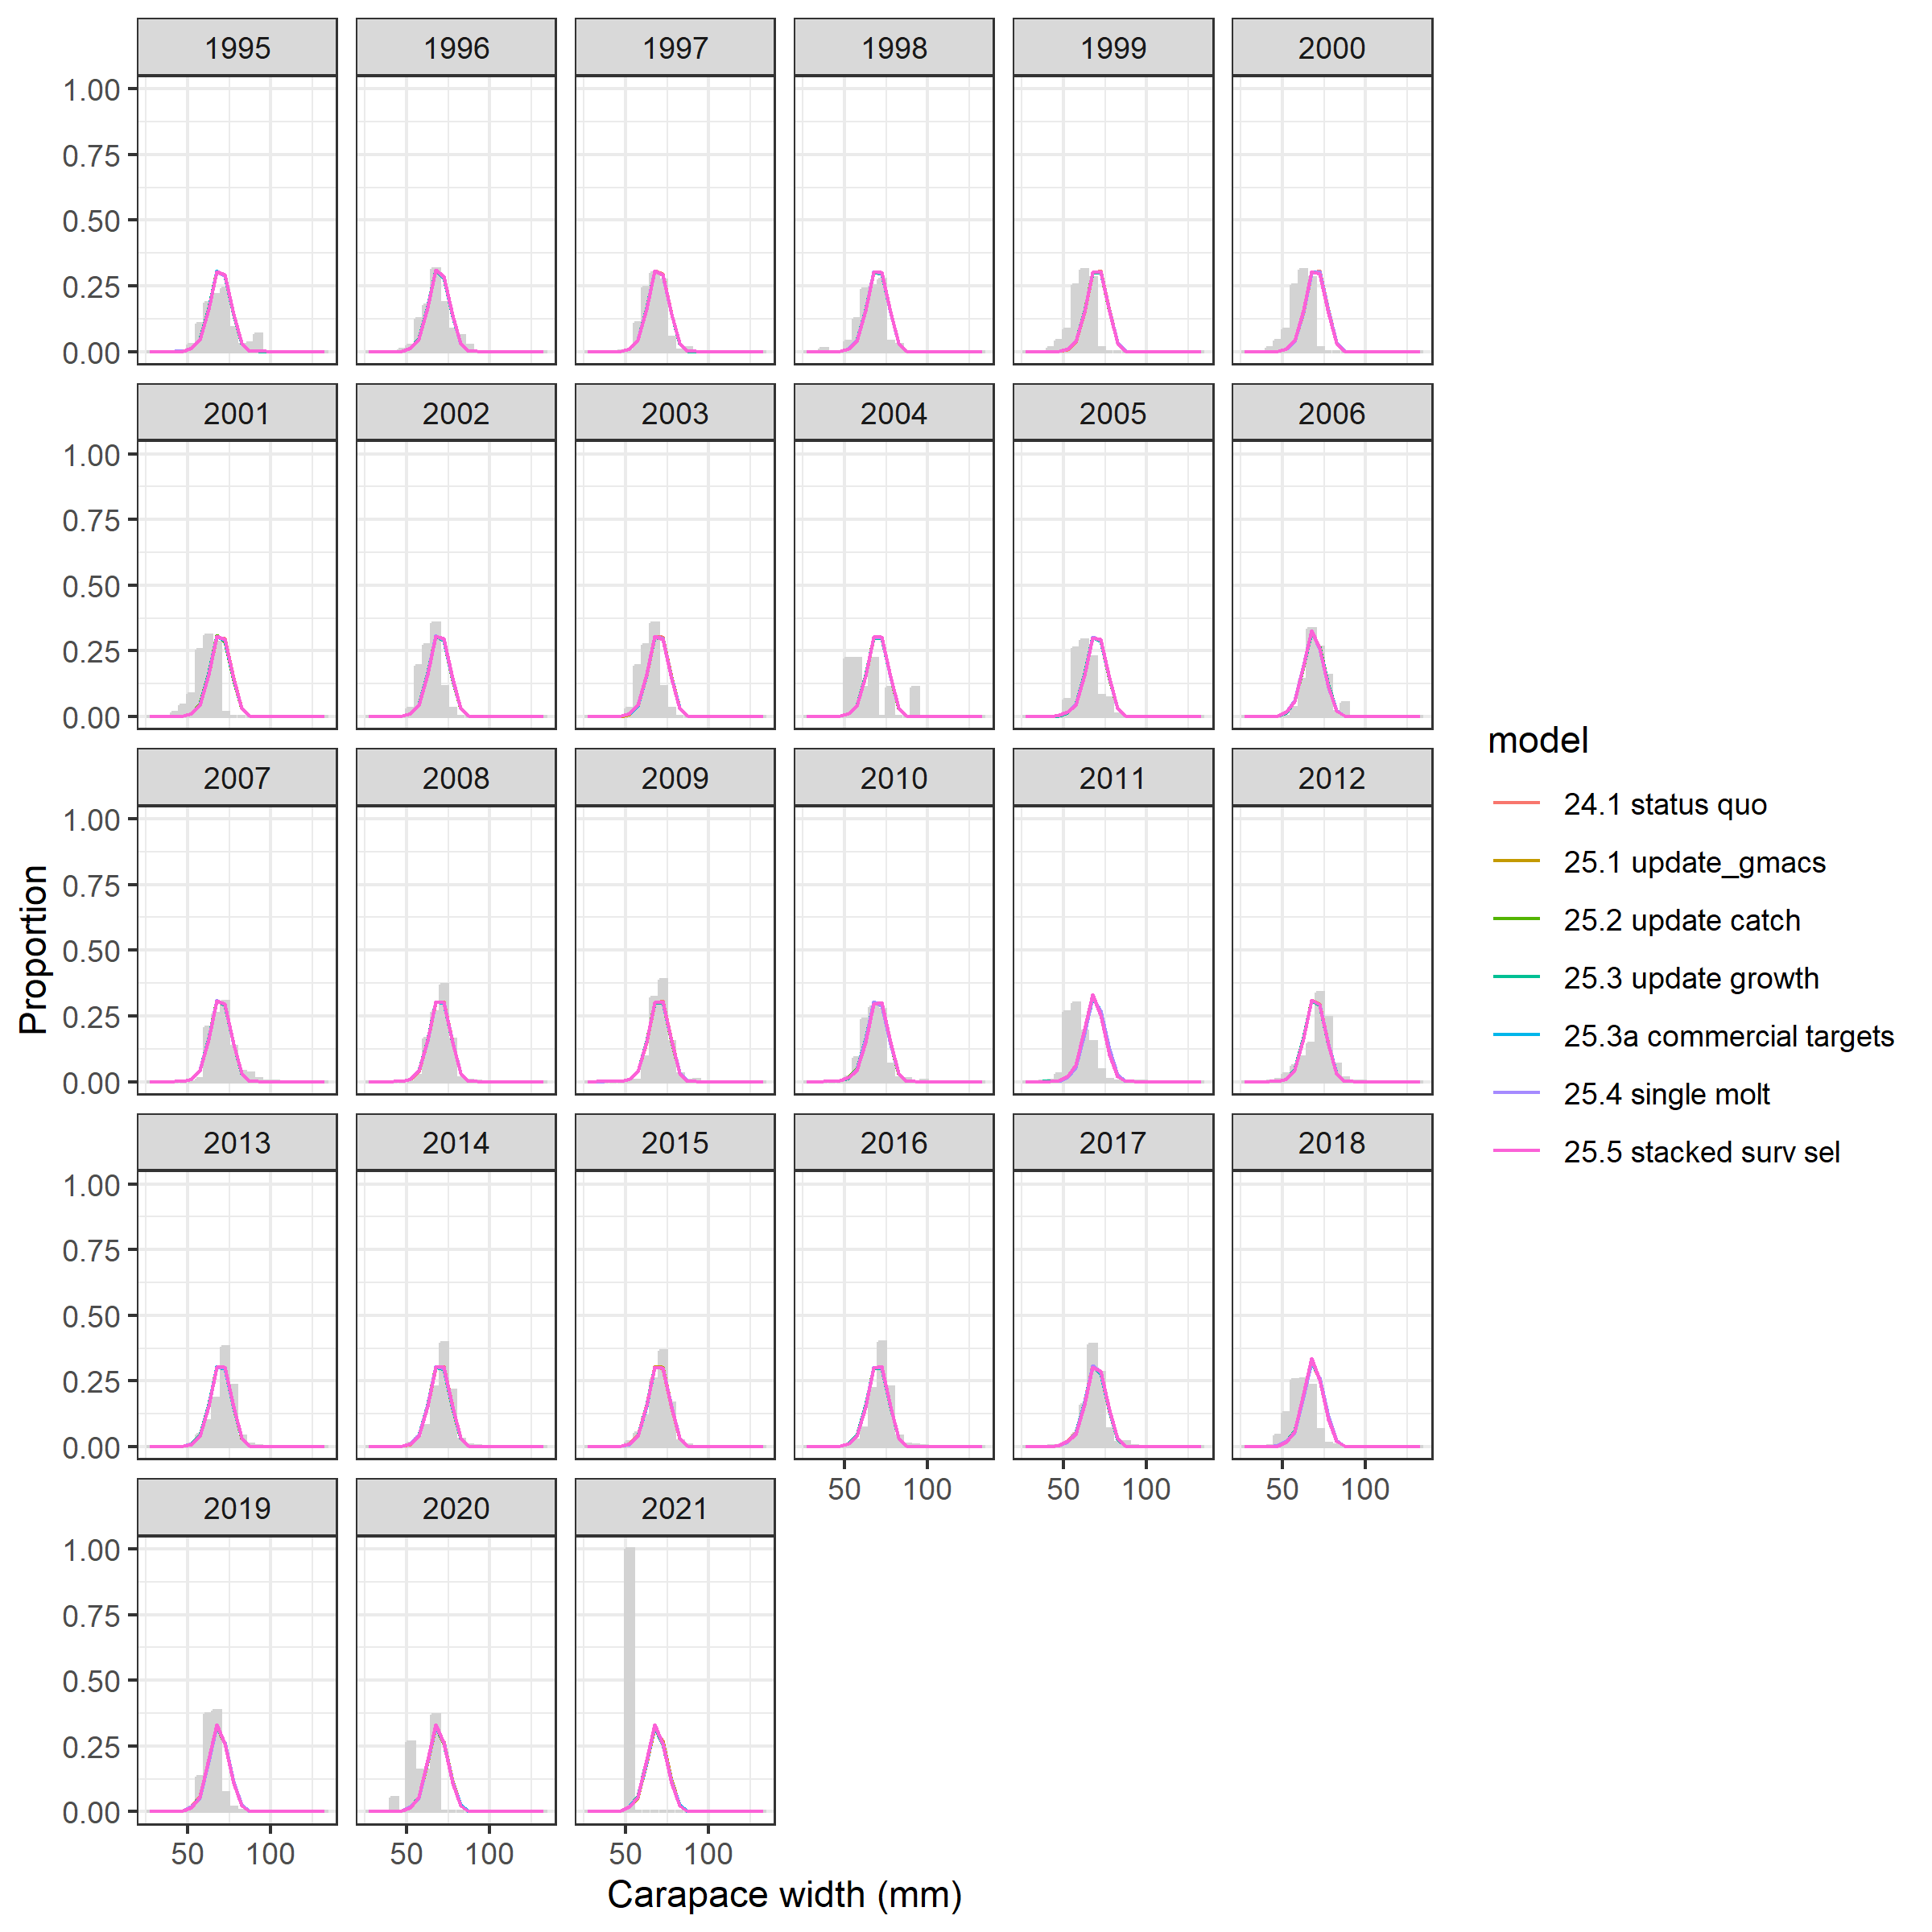 1995 1996 1997 1998 1999 2000
1.00
0.75
0.50
0.25
0.00
2001 2002 2003 2004 2005 2006
1.00
0.75
0.50
0.25
0.00
2007 2008 2009 2010 2011 2012
1.00
0.75
0.50
0.25
0.00
2013 2014 2015 2016 2017 2018
1.00
0.75
0.50
0.25
0.00
50 100 50 100 50 100
2019 2020 2021
1.00
0.75
0.50
0.25
0.00
50 100 50 100 50 100
Carapace width (mm)
Proportion
model
24.1 status quo
25.1 update_gmacs
25.2 update catch
25.3 update growth
25.3a commercial targets
25.4 single molt
25.5 stacked surv sel